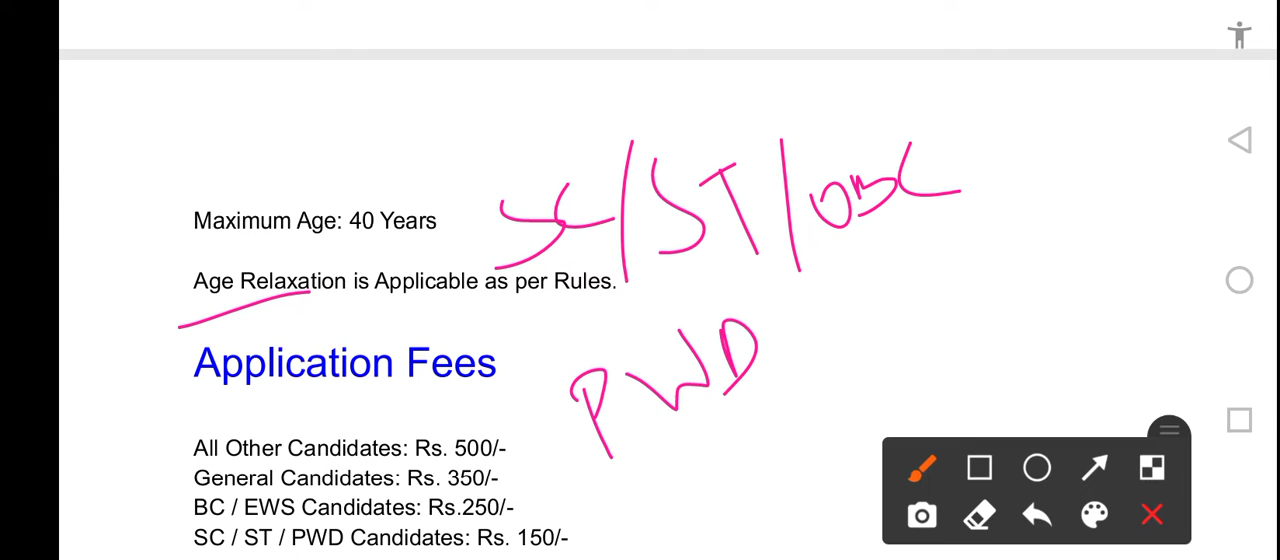 SC/ST/OBC
Maximum Age: 40 Years
Age Relaxation is Applicable as per Rules.
PWD
Application Fees
All Other Candidates: Rs. 500/-
General Candidates: Rs. 350/-
BC / EWS Candidates: Rs.250/-
SC / ST / PWD Candidates: Rs. 150/-